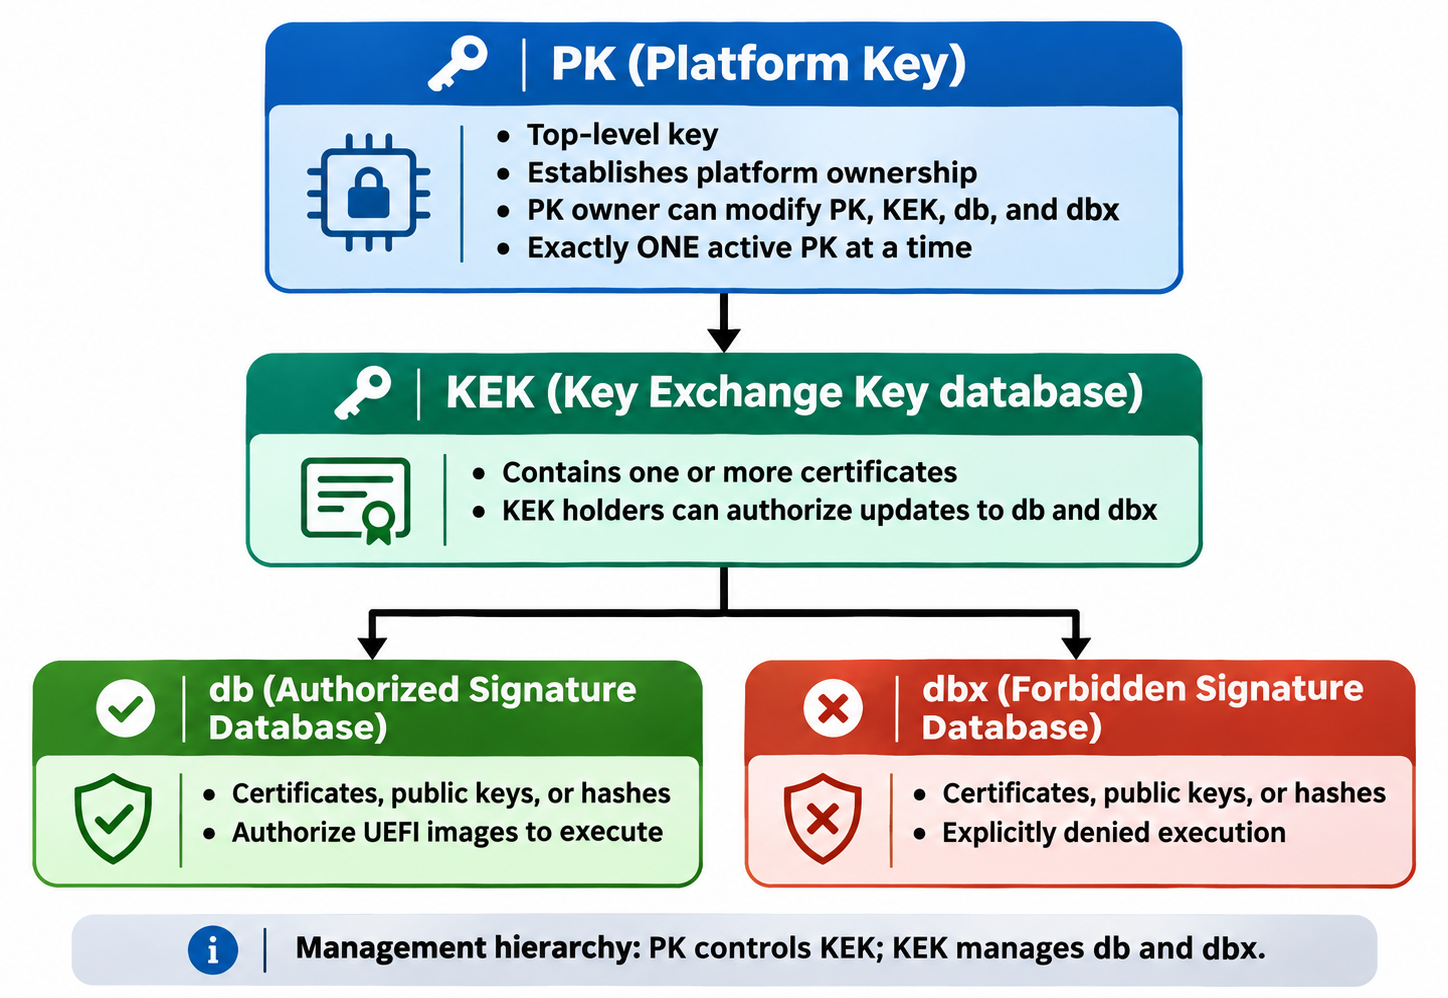 PK (Platform Key)
• Top-level key
• Establishes platform ownership
• PK owner can modify PK, KEK, db, and dbx
• Exactly ONE active PK at a time
KEK (Key Exchange Key database)
• Contains one or more certificates
• KEK holders can authorize updates to db and dbx
db (Authorized Signature
Database)
• Certificates, public keys, or hashes
• Authorize UEFI images to execute
dbx (Forbidden Signature
Database)
• Certificates, public keys, or hashes
• Explicitly denied execution
i
Management hierarchy: PK controls KEK; KEK manages db and dbx.